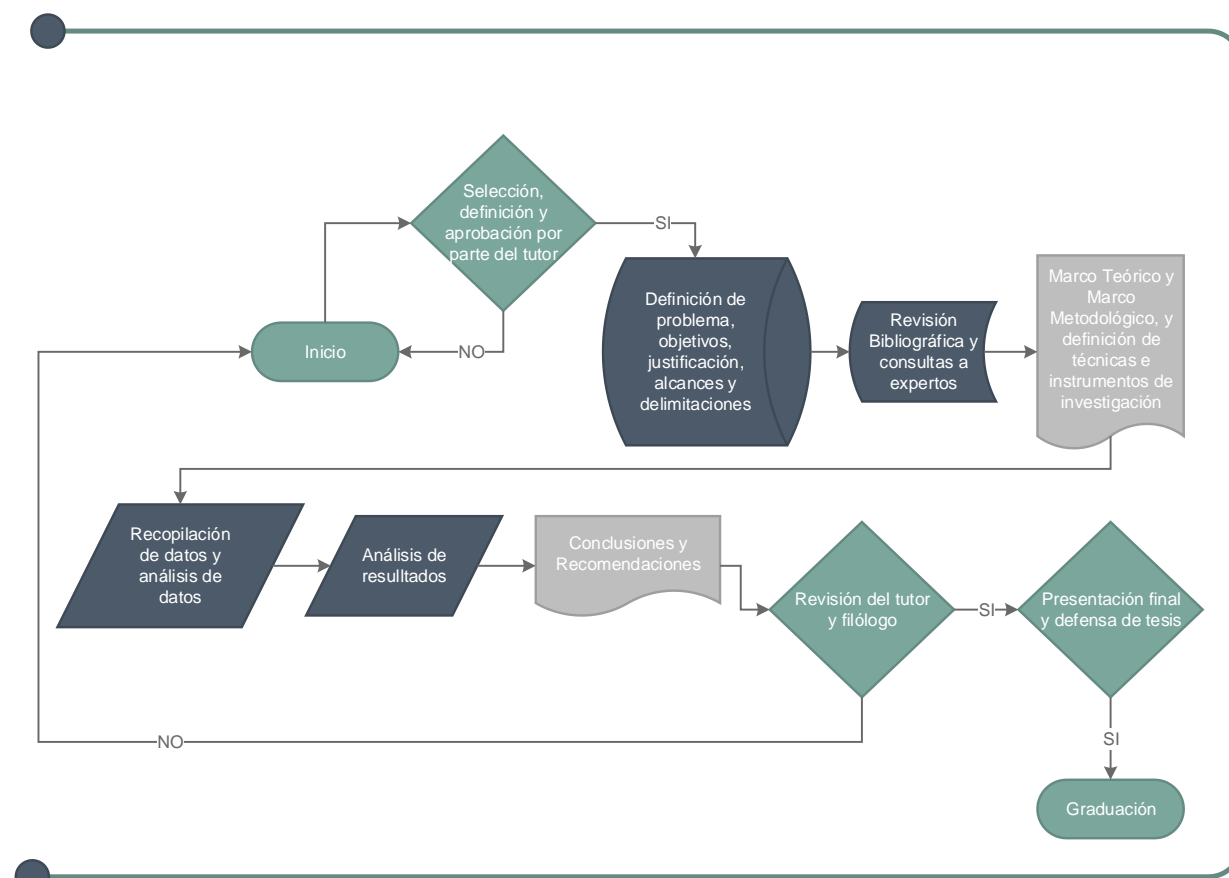 Selección,
definición y
aprobación por
parte del tutor
SI
NO
Inicio
Definición de
problema,
objetivos,
justificación,
alcances y
delimitaciones
Revisión
Bibliográfica y
consultas a
expertos
Marco Teórico y
Marco
Metodológico, y
definición de
técnicas e
instrumentos de
investigación
Recopilación
de datos y
análisis de
datos
Análisis de
resulltados
Conclusiones y
Recomendaciones
Revisión del tutor
y filólogo
SI
NO
Presentación final
y defensa de tesis
SI
Graduación